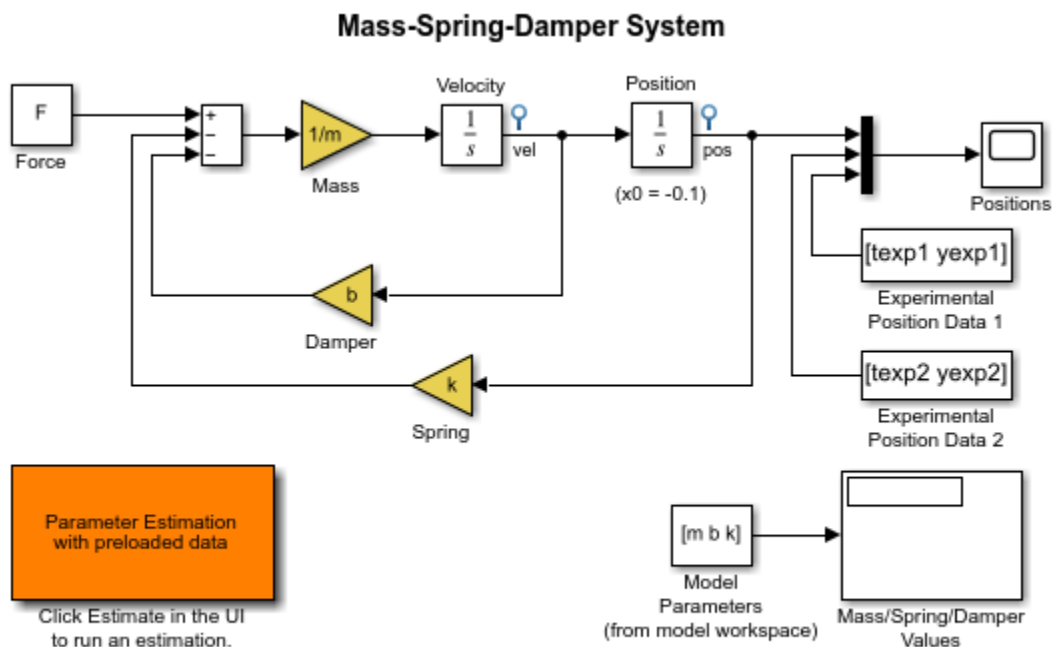 Mass-Spring-Damper System
Velocity
Position
F
+
−
−
1/m
1
s
vel
1
s
pos
Force
Mass
(x0 = -0.1)
Positions
[texp1 yexp1]
Experimental
Position Data 1
b
Damper
[texp2 yexp2]
Experimental
Position Data 2
k
Spring
Parameter Estimation
with preloaded data
Click Estimate in the UI
to run an estimation.
[m b k]
Model
Parameters
(from model workspace)
Mass/Spring/Damper
Values